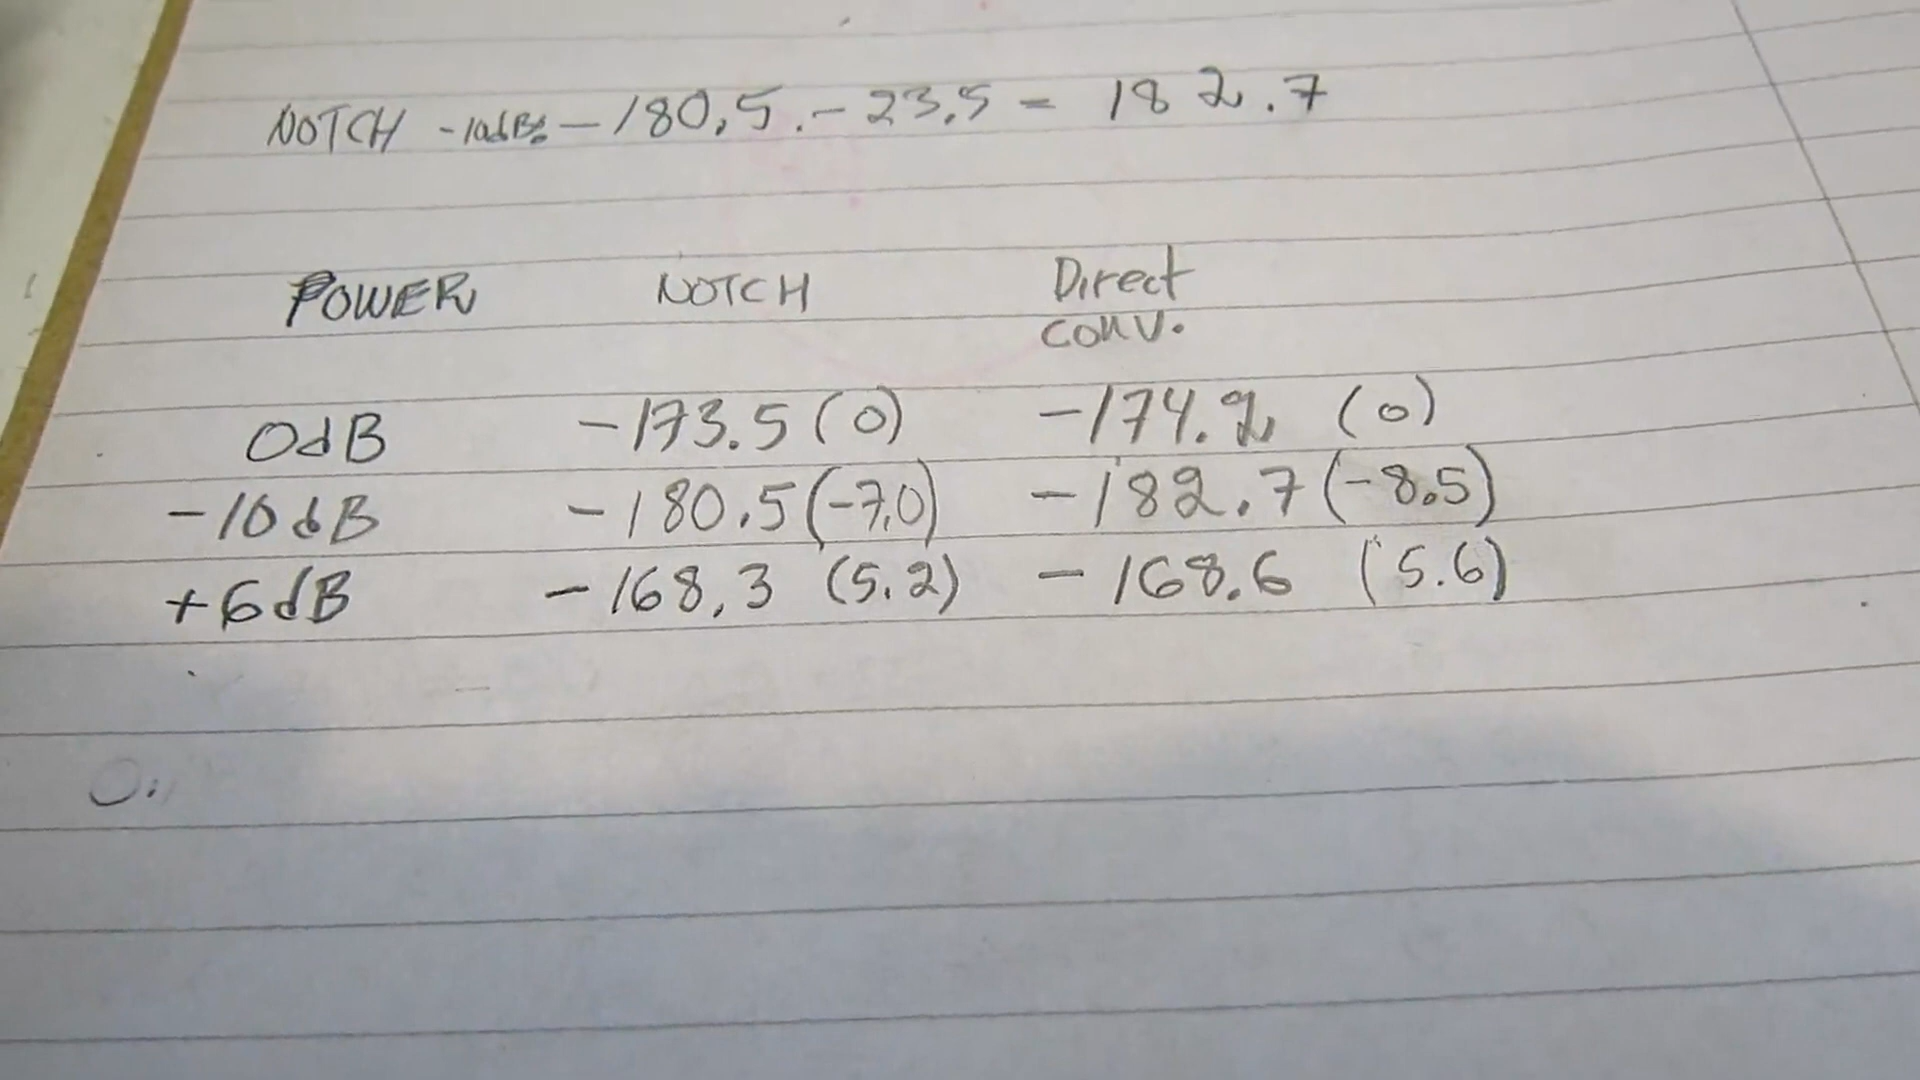 NOTCH -10dB: -180,5.- 23.5 = 182.7
POWER NOTCH Direct conv.
0dB -173.5 (0) -174.2 (0)
-10dB -180.5 (-7,0) -182.7 (-8.5)
+6dB -168,3 (5.2) -168.6 (5.6)